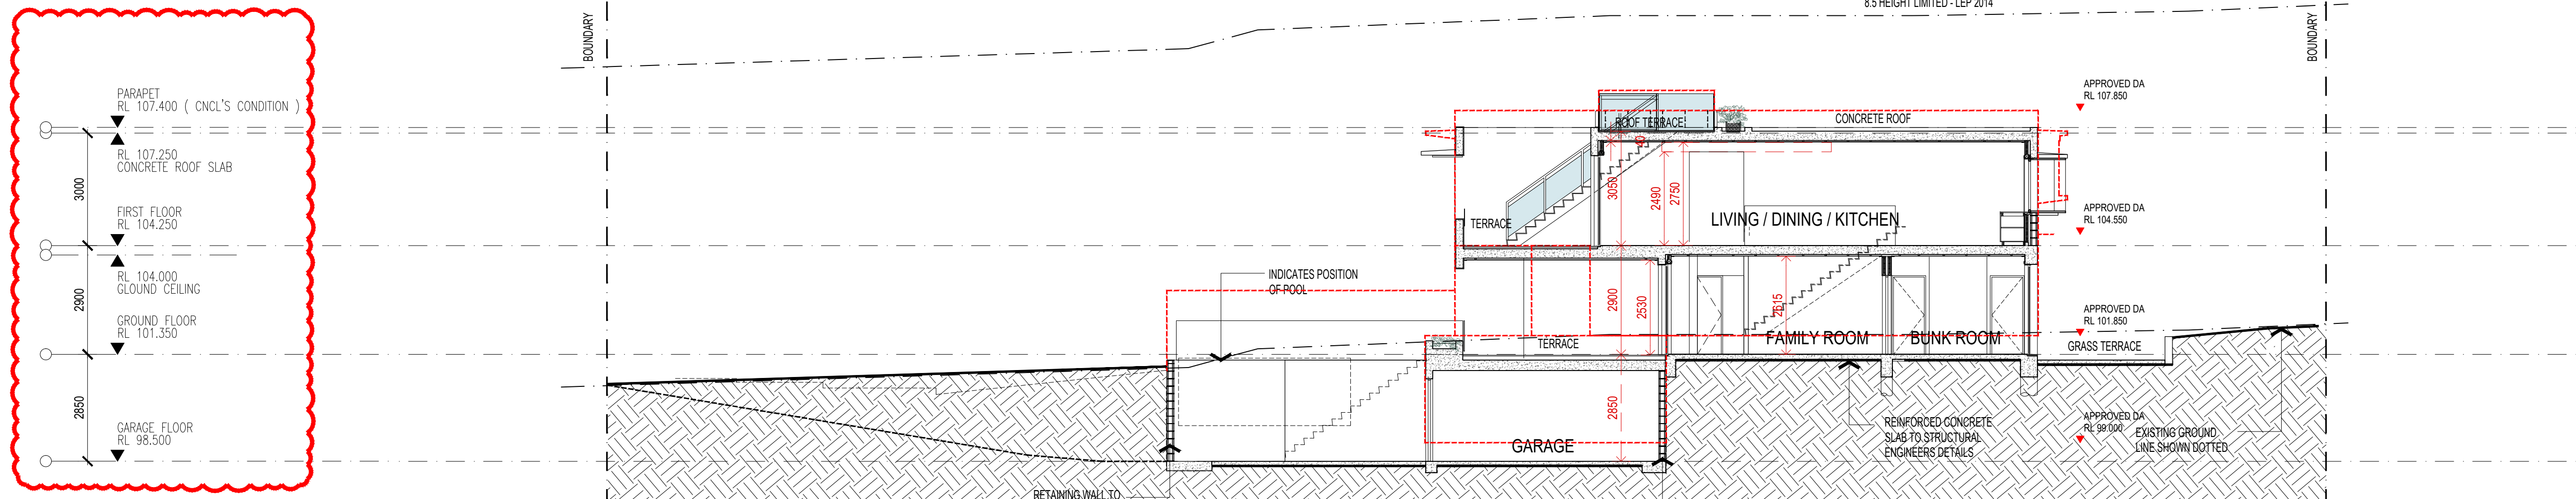 8.5 HEIGHT LIMITED - LEP 2014
BOUNDARY
BOUNDARY
PARAPET
RL 107.400 ( CNCL'S CONDITION )
RL 107.250
CONCRETE ROOF SLAB
3000
FIRST FLOOR
RL 104.250
RL 104.000
GLOUND CEILING
2900
GROUND FLOOR
RL 101.350
2850
GARAGE FLOOR
RL 98.500
ROOF TERRACE
CONCRETE ROOF
APPROVED DA
RL 107.850
3050
2490
2750
LIVING / DINING / KITCHEN
TERRACE
APPROVED DA
RL 104.550
INDICATES POSITION
OF POOL
2900
2530
2615
TERRACE
FAMILY ROOM
BUNK ROOM
APPROVED DA
RL 101.850
GRASS TERRACE
2850
GARAGE
REINFORCED CONCRETE
SLAB TO STRUCTURAL
ENGINEERS DETAILS
APPROVED DA
RL 99.000
EXISTING GROUND
LINE SHOWN DOTTED
RETAINING WALL TO